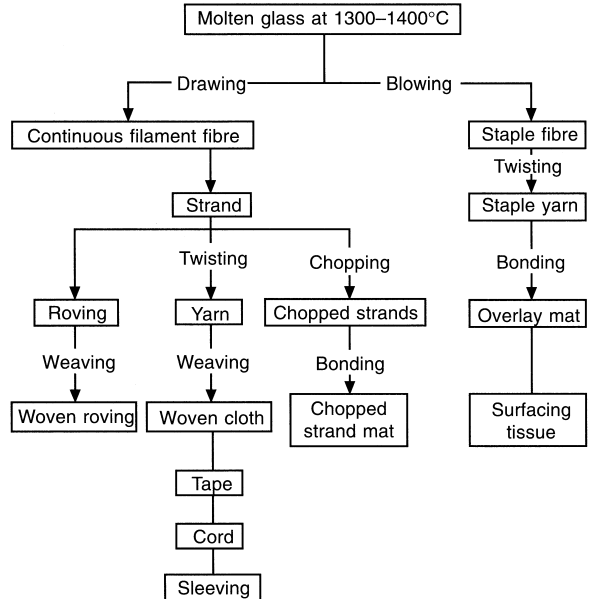 Molten glass at 1300–1400°C
Drawing
Blowing
Continuous filament fibre
Staple fibre
Twisting
Strand
Staple yarn
Twisting
Chopping
Bonding
Roving
Yarn
Chopped strands
Overlay mat
Weaving
Weaving
Bonding
Woven roving
Woven cloth
Chopped
strand mat
Surfacing
tissue
Tape
Cord
Sleeving